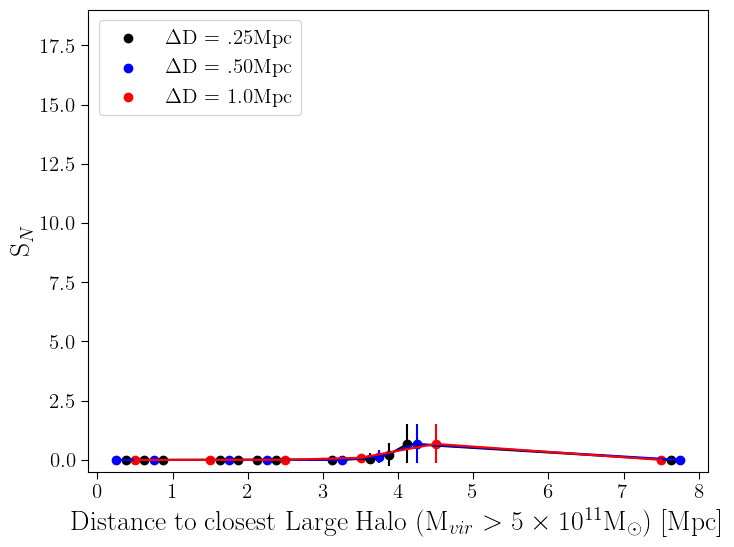 ΔD = .25Mpc
ΔD = .50Mpc
ΔD = 1.0Mpc
17.5
15.0
12.5
10.0
7.5
5.0
2.5
0.0
S_N
0 1 2 3 4 5 6 7 8
Distance to closest Large Halo (M_{vir} > 5 × 10^{11}M_⊙) [Mpc]